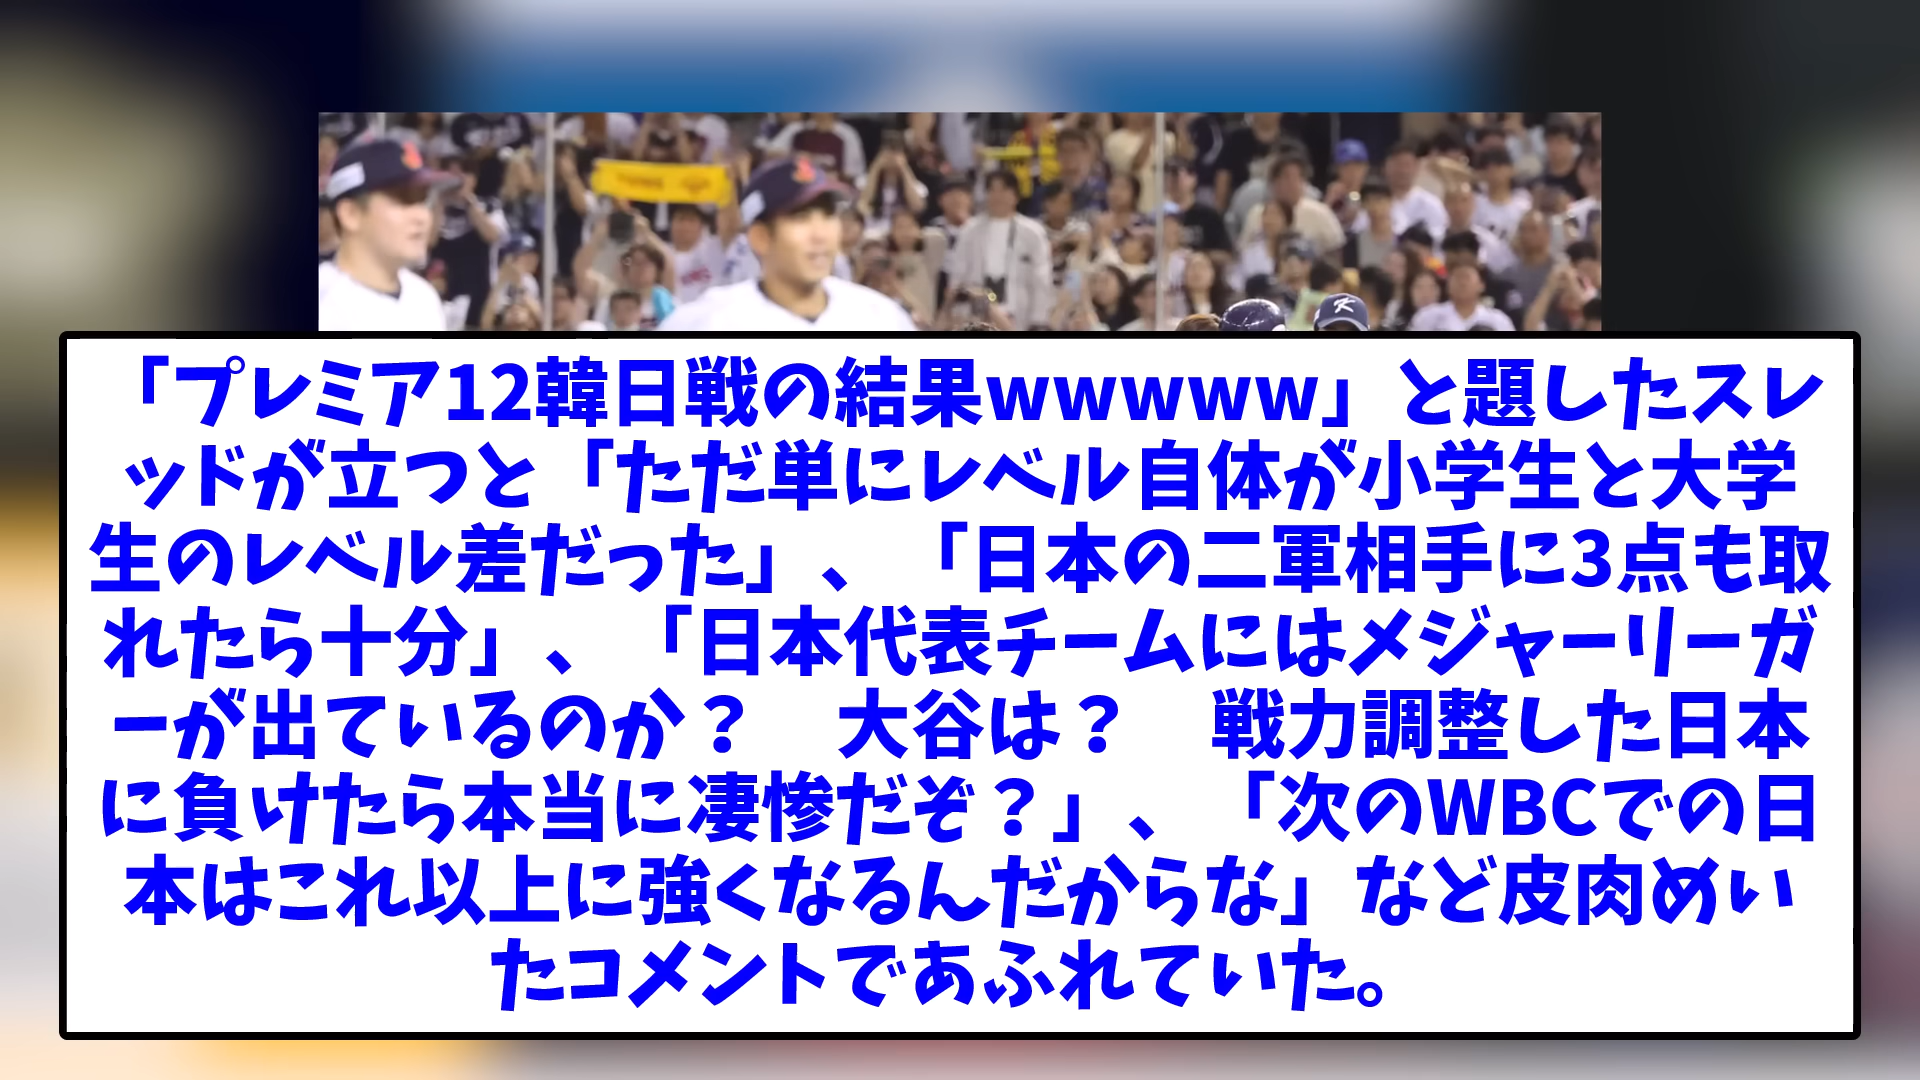 「プレミア12韓日戦の結果wwwww」と題したスレ
ッドが立つと「ただ単にレベル自体が小学生と大学
生のレベル差だった」、「日本の二軍相手に3点も取
れたら十分」、「日本代表チームにはメジャーリーガ
ーが出ているのか？　大谷は？　戦力調整した日本
に負けたら本当に凄惨だぞ？」、「次のWBCでの日
本はこれ以上に強くなるんだからな」など皮肉めい
たコメントであふれていた。